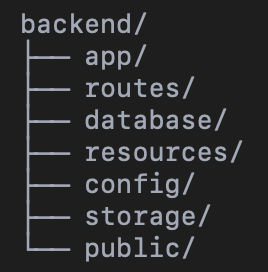 backend/
├── app/
├── routes/
├── database/
├── resources/
├── config/
├── storage/
└── public/